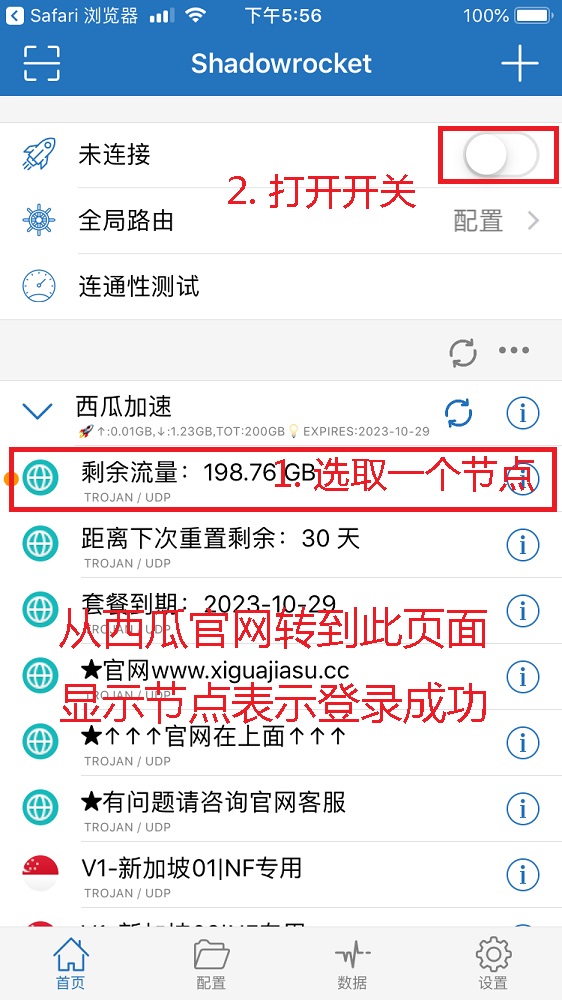 Safari 浏览器
下午5:56
100%
Shadowrocket
未连接
2. 打开开关
全局路由
配置
连通性测试
西瓜加速
🚀↑:0.01GB,↓:1.23GB,TOT:200GB💡EXPIRES:2023-10-29
剩余流量：198.76 GB
1. 选取一个节点
TROJAN / UDP
距离下次重置剩余：30 天
TROJAN / UDP
套餐到期：2023-10-29
TROJAN / UDP
从西瓜官网转到此页面
★官网www.xiguajiasu.cc
TROJAN / UDP
显示节点表示登录成功
★↑↑↑官网在上面↑↑↑
TROJAN / UDP
★有问题请咨询官网客服
TROJAN / UDP
V1-新加坡01|NF专用
TROJAN / UDP
首页
配置
数据
设置